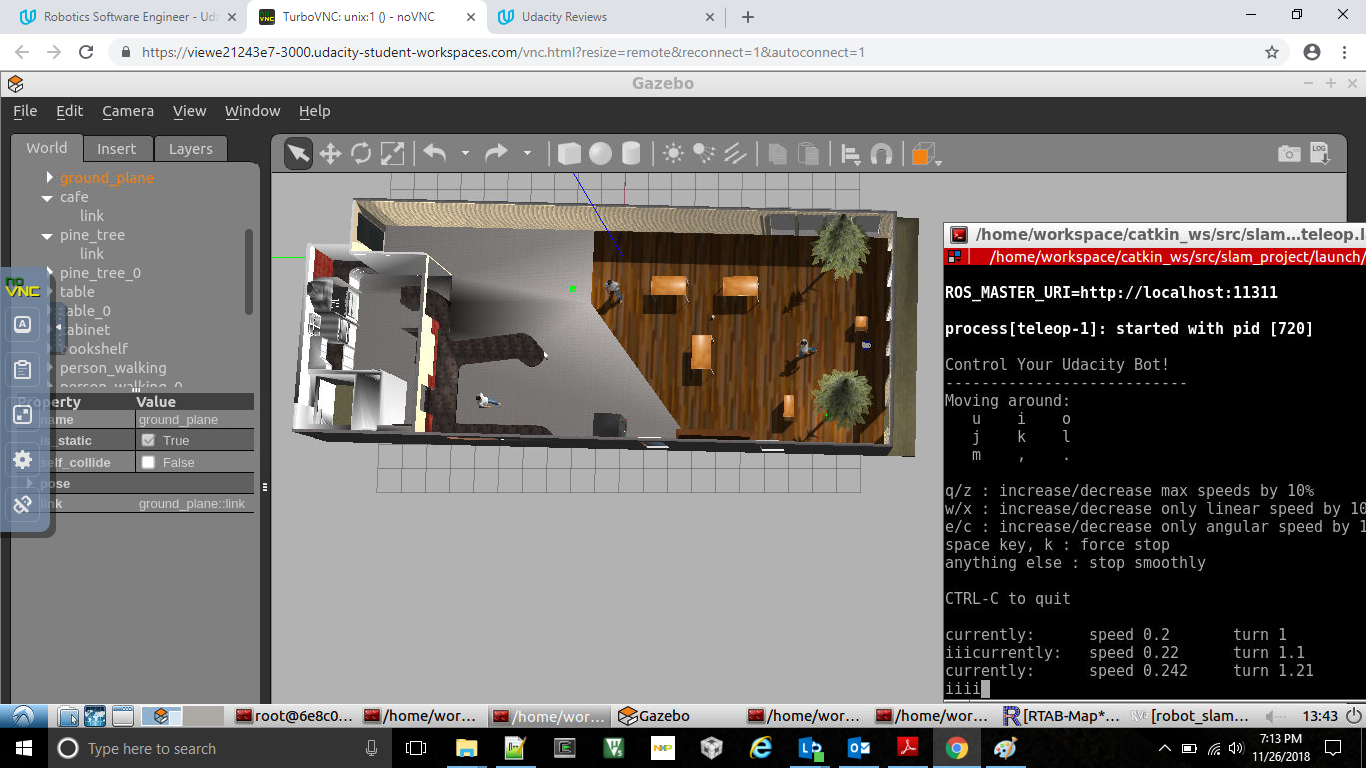 Robotics Software Engineer - Uda
TurboVNC: unix:1 () - noVNC
Udacity Reviews
https://viewe21243e7-3000.udacity-student-workspaces.com/vnc.html?resize=remote&reconnect=1&autoconnect=1
Gazebo
File Edit Camera View Window Help
World Insert Layers
LOG
ground_plane
cafe
link
pine_tree
link
pine_tree_0
table
table_0
cabinet
bookshelf
person_walking
person_walking_0
no
VNC
A
Property Value
name ground_plane
is_static True
self_collide False
pose
link ground_plane::link
/home/workspace/catkin_ws/src/slam...teleop.la
/home/workspace/catkin_ws/src/slam_project/launch/
ROS_MASTER_URI=http://localhost:11311
process[teleop-1]: started with pid [720]
Control Your Udacity Bot!
---------------------------
Moving around:
u i o
j k l
m , .
q/z : increase/decrease max speeds by 10%
w/x : increase/decrease only linear speed by 10
e/c : increase/decrease only angular speed by 1
space key, k : force stop
anything else : stop smoothly
CTRL-C to quit
currently: speed 0.2 turn 1
iiicurrently: speed 0.22 turn 1.1
currently: speed 0.242 turn 1.21
iiii
root@6e8c0...
/home/wor...
/home/wor...
Gazebo
/home/wor...
/home/wor...
[RTAB-Map*...
[robot_slam...
13:43
Type here to search
7:13 PM
11/26/2018